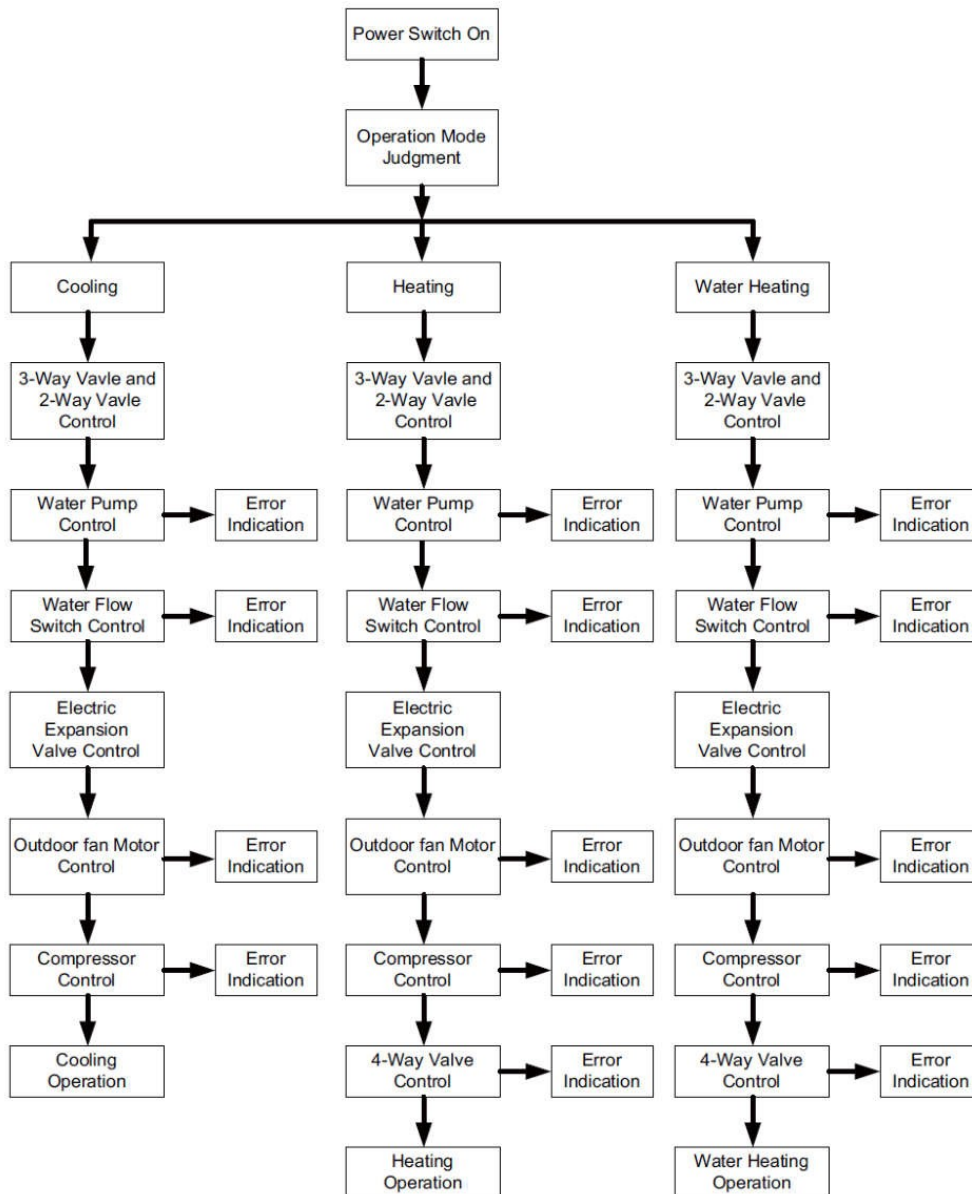 Power Switch On
Operation Mode
Judgment
Cooling
Heating
Water Heating
3-Way Vavle and
2-Way Vavle
Control
3-Way Vavle and
2-Way Vavle
Control
3-Way Vavle and
2-Way Vavle
Control
Water Pump
Control
Error
Indication
Water Pump
Control
Error
Indication
Water Pump
Control
Error
Indication
Water Flow
Switch Control
Error
Indication
Water Flow
Switch Control
Error
Indication
Water Flow
Switch Control
Error
Indication
Electric
Expansion
Valve Control
Electric
Expansion
Valve Control
Electric
Expansion
Valve Control
Outdoor fan Motor
Control
Error
Indication
Outdoor fan Motor
Control
Error
Indication
Outdoor fan Motor
Control
Error
Indication
Compressor
Control
Error
Indication
Compressor
Control
Error
Indication
Compressor
Control
Error
Indication
Cooling
Operation
4-Way Valve
Control
Error
Indication
4-Way Valve
Control
Error
Indication
Heating
Operation
Water Heating
Operation